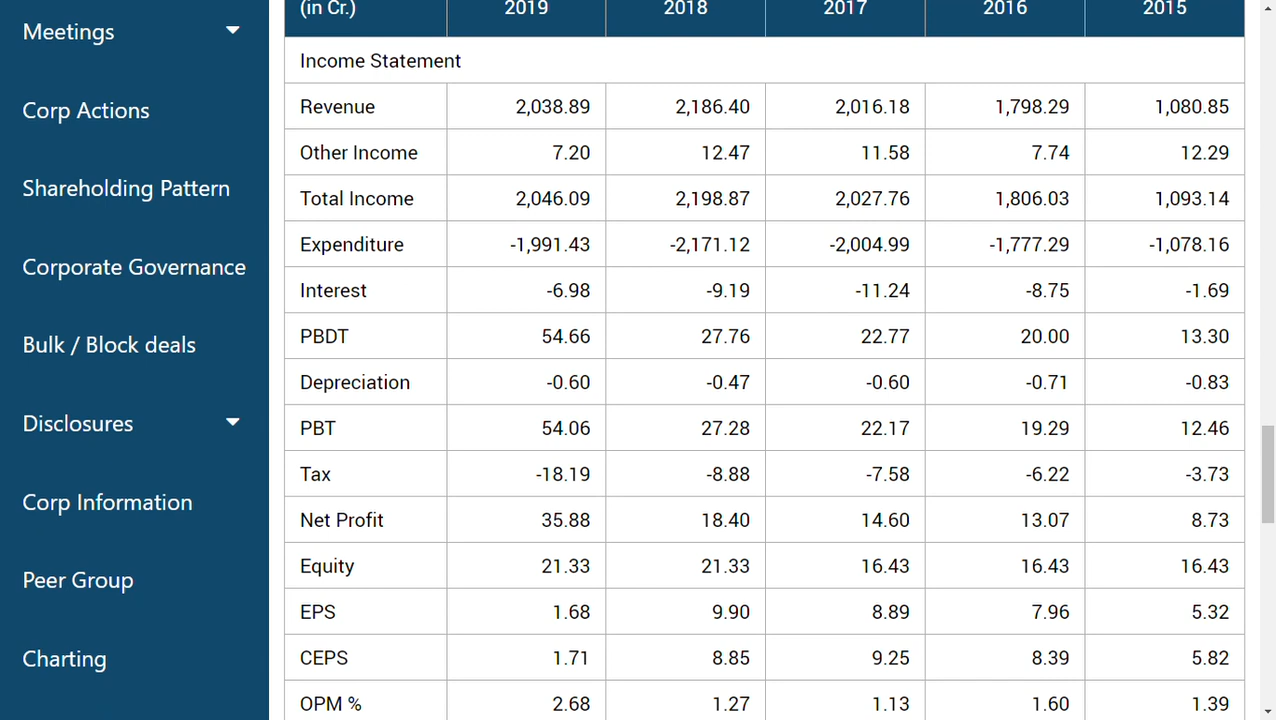 Meetings
Corp Actions
Shareholding Pattern
Corporate Governance
Bulk / Block deals
Disclosures
Corp Information
Peer Group
Charting
(in Cr.) 2019 2018 2017 2016 2015
Income Statement
Revenue 2,038.89 2,186.40 2,016.18 1,798.29 1,080.85
Other Income 7.20 12.47 11.58 7.74 12.29
Total Income 2,046.09 2,198.87 2,027.76 1,806.03 1,093.14
Expenditure -1,991.43 -2,171.12 -2,004.99 -1,777.29 -1,078.16
Interest -6.98 -9.19 -11.24 -8.75 -1.69
PBDT 54.66 27.76 22.77 20.00 13.30
Depreciation -0.60 -0.47 -0.60 -0.71 -0.83
PBT 54.06 27.28 22.17 19.29 12.46
Tax -18.19 -8.88 -7.58 -6.22 -3.73
Net Profit 35.88 18.40 14.60 13.07 8.73
Equity 21.33 21.33 16.43 16.43 16.43
EPS 1.68 9.90 8.89 7.96 5.32
CEPS 1.71 8.85 9.25 8.39 5.82
OPM % 2.68 1.27 1.13 1.60 1.39